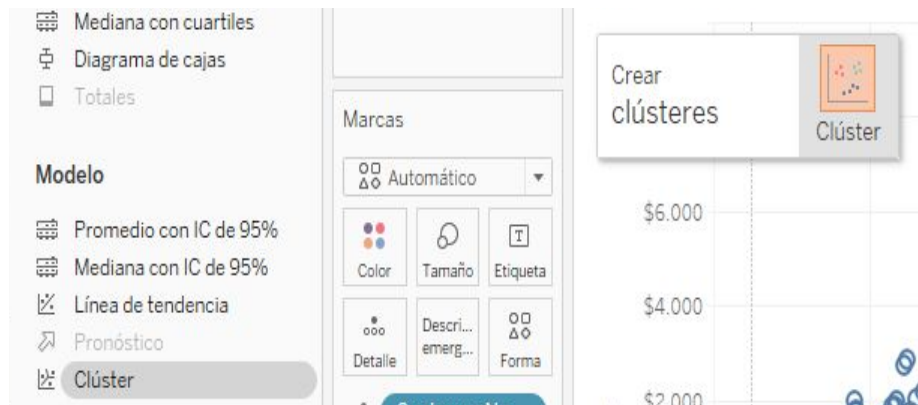 Mediana con cuartiles
Diagrama de cajas
Totales
Modelo
Promedio con IC de 95%
Mediana con IC de 95%
Línea de tendencia
Pronóstico
Clúster
Marcas
Automático
Color
Tamaño
T
Etiqueta
Detalle
Descri...
emerg...
Forma
Crear
clústeres
Clúster
$6.000
$4.000
$2.000